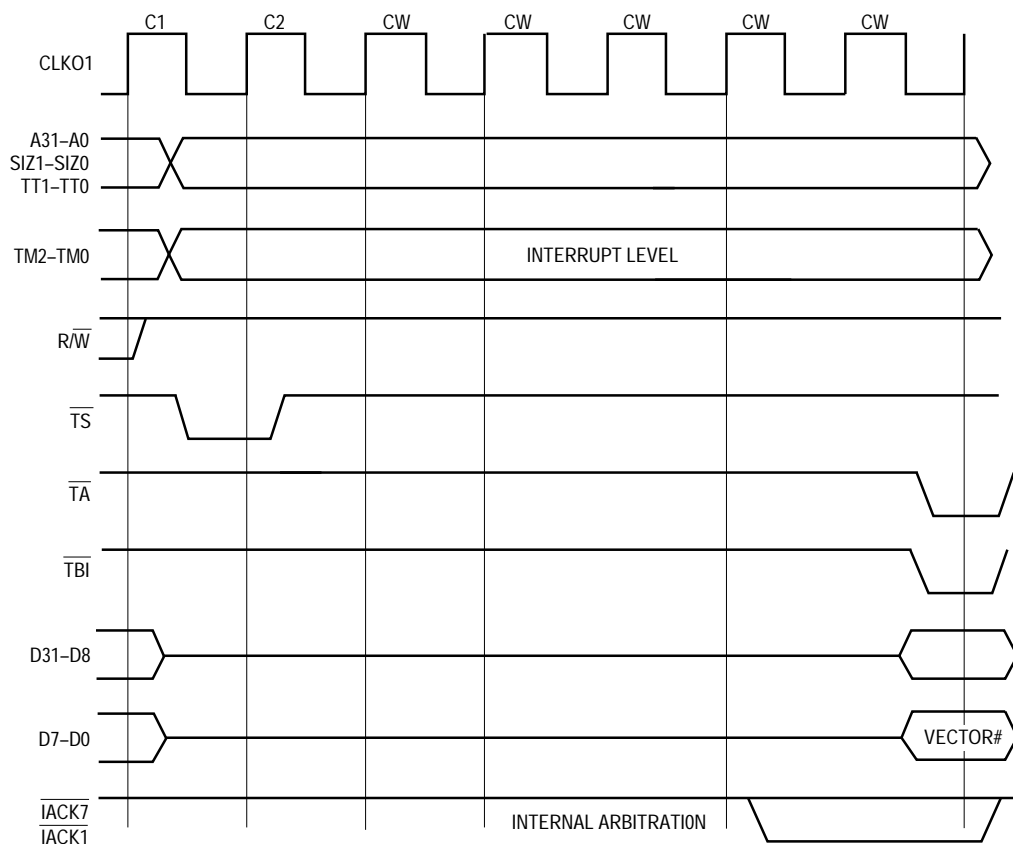 C1 C2 CW CW CW CW CW
CLKO1
A31–A0
SIZ1–SIZ0
TT1–TT0
TM2–TM0 INTERRUPT LEVEL
R/W
TS
TA
TBI
D31–D8
D7–D0 VECTOR#
IACK7
INTERNAL ARBITRATION
IACK1